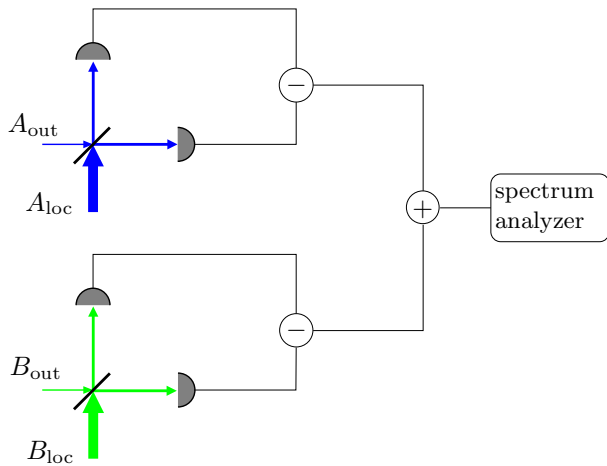 −
A_out
A_loc
spectrum
analyzer
+
−
B_out
B_loc